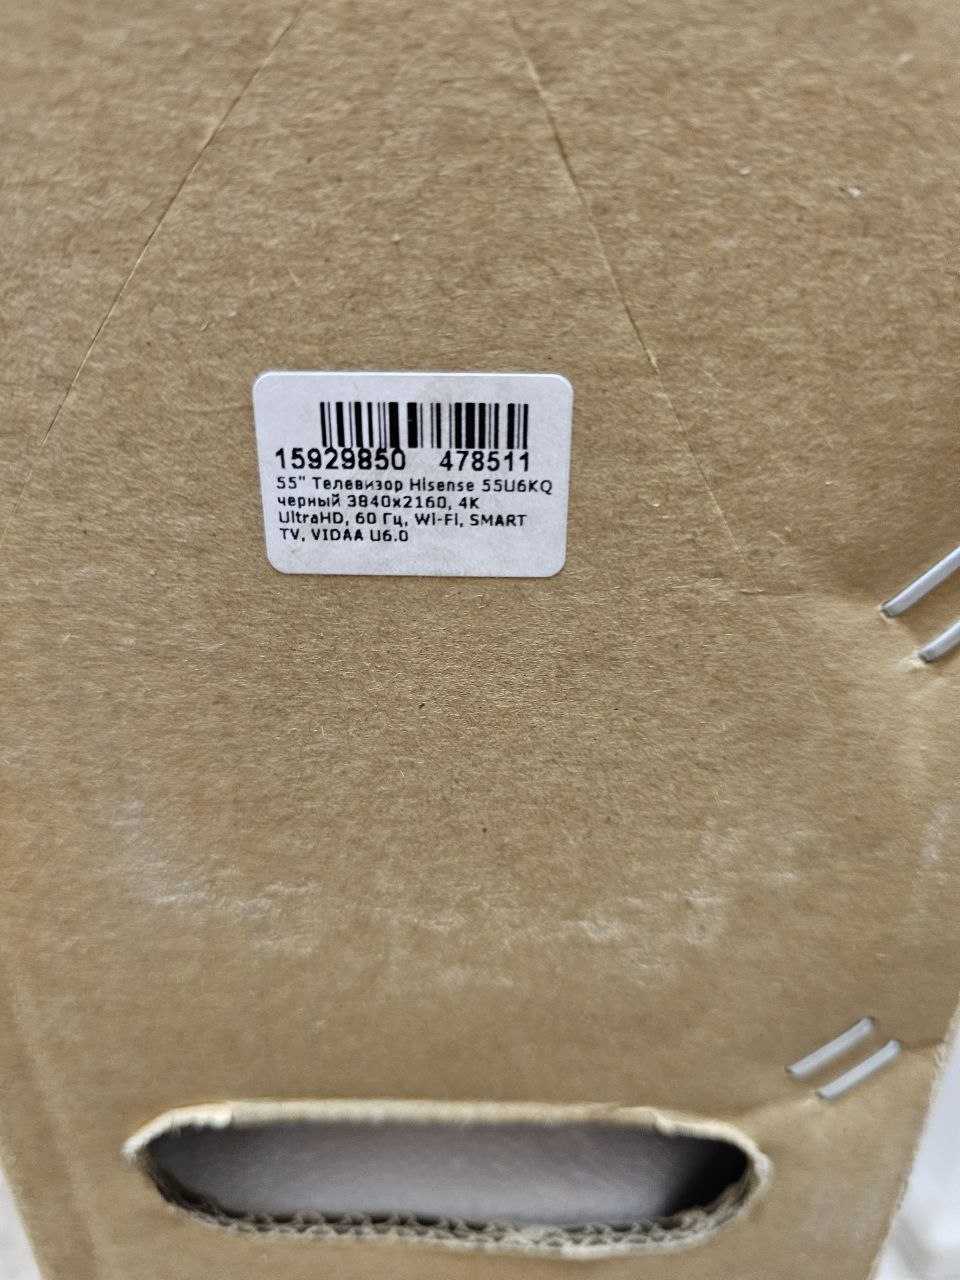 15929850 478511
55" Телевизор Hisense 55U6KQ
черный 3840x2160, 4K
UltraHD, 60 Гц, Wi-Fi, SMART
TV, VIDAA U6.0